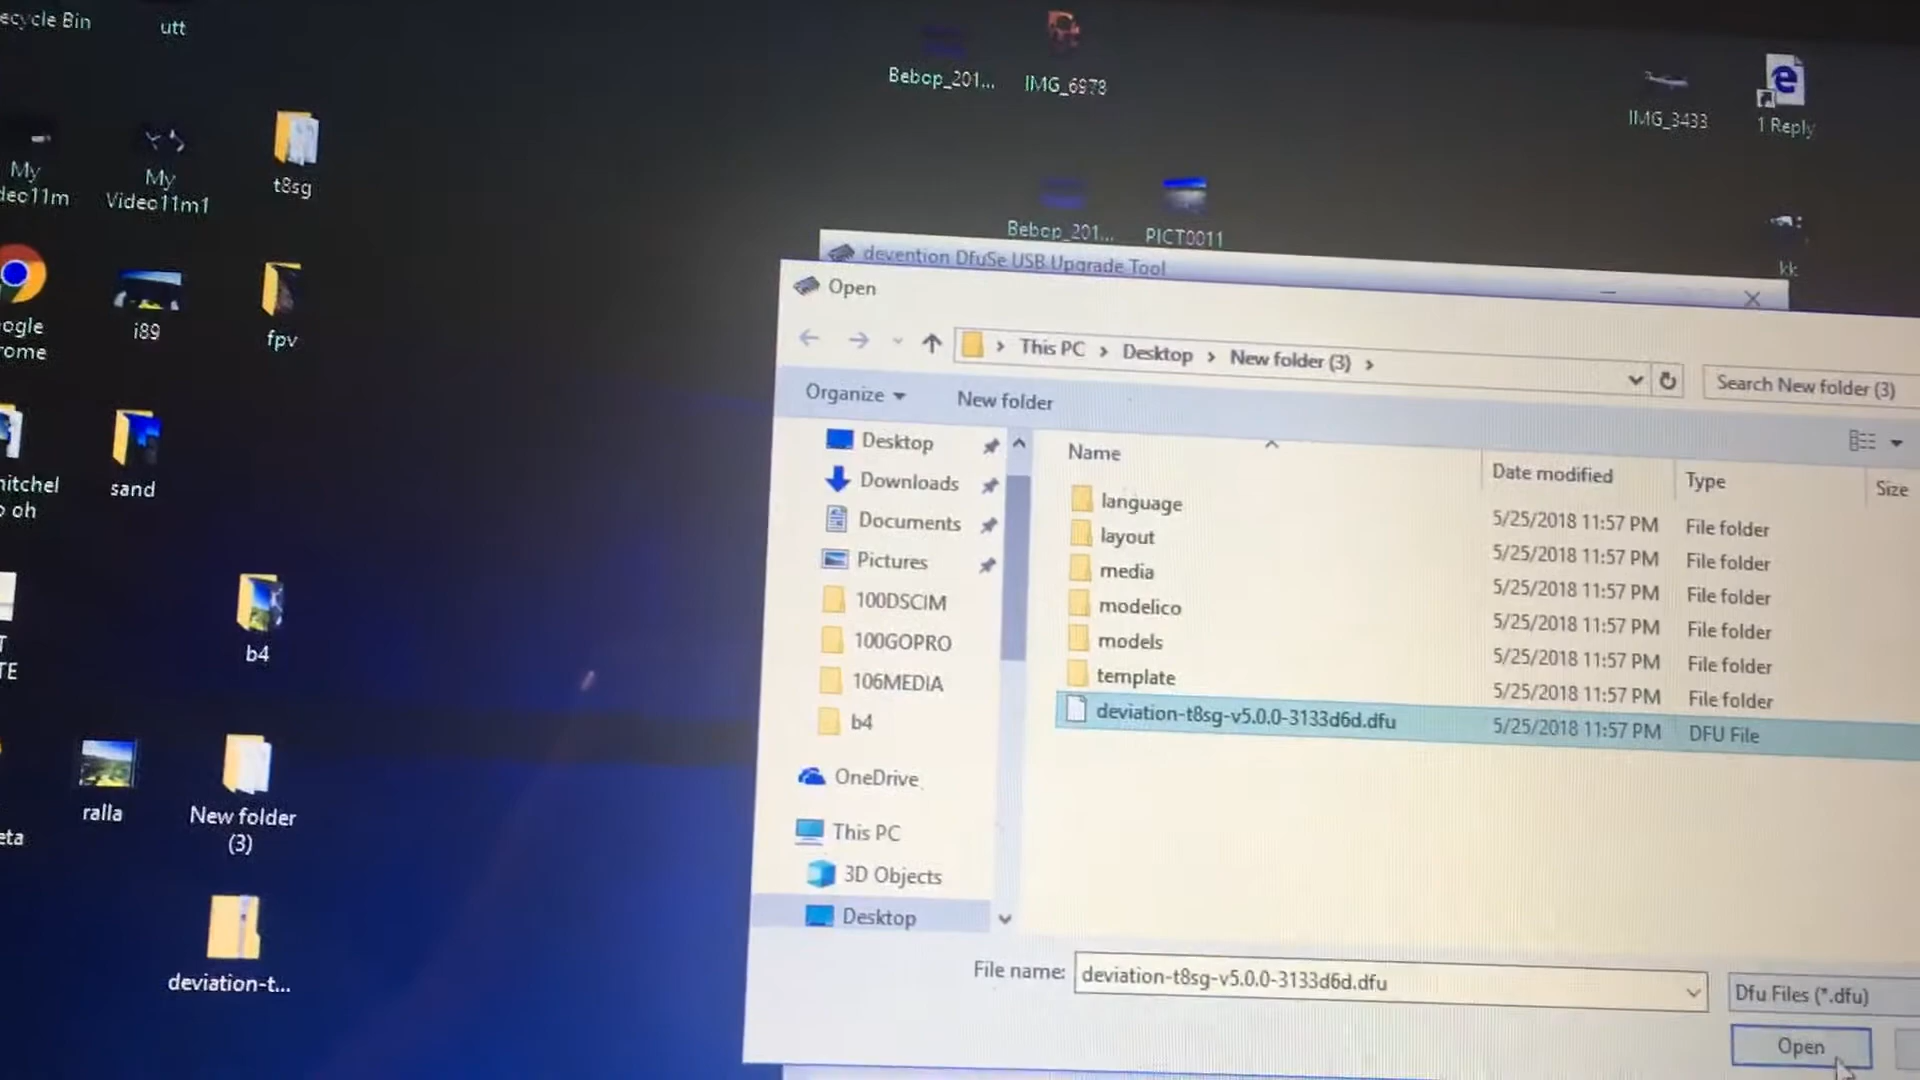 ecycle Bin
utt
Bebop_201...
IMG_6978
IMG_3433
1 Reply
My
deo11m
My
Video11m1
t8sg
Bebop_201...
PICT0011
kk
ogle
rome
i89
fpv
itchel
o oh
sand
b4
T
TE
ralla
New folder
(3)
eta
deviation-t...
devention DfuSe USB Upgrade Tool
Open
This PC > Desktop > New folder (3) >
Search New folder (3)
Organize
New folder
Desktop
Downloads
Documents
Pictures
100DSCIM
100GOPRO
106MEDIA
b4
OneDrive
This PC
3D Objects
Desktop
Name Date modified Type Size
language 5/25/2018 11:57 PM File folder
layout 5/25/2018 11:57 PM File folder
media 5/25/2018 11:57 PM File folder
modelico 5/25/2018 11:57 PM File folder
models 5/25/2018 11:57 PM File folder
template 5/25/2018 11:57 PM File folder
deviation-t8sg-v5.0.0-3133d6d.dfu 5/25/2018 11:57 PM DFU File
File name: deviation-t8sg-v5.0.0-3133d6d.dfu
Dfu Files (*.dfu)
Open